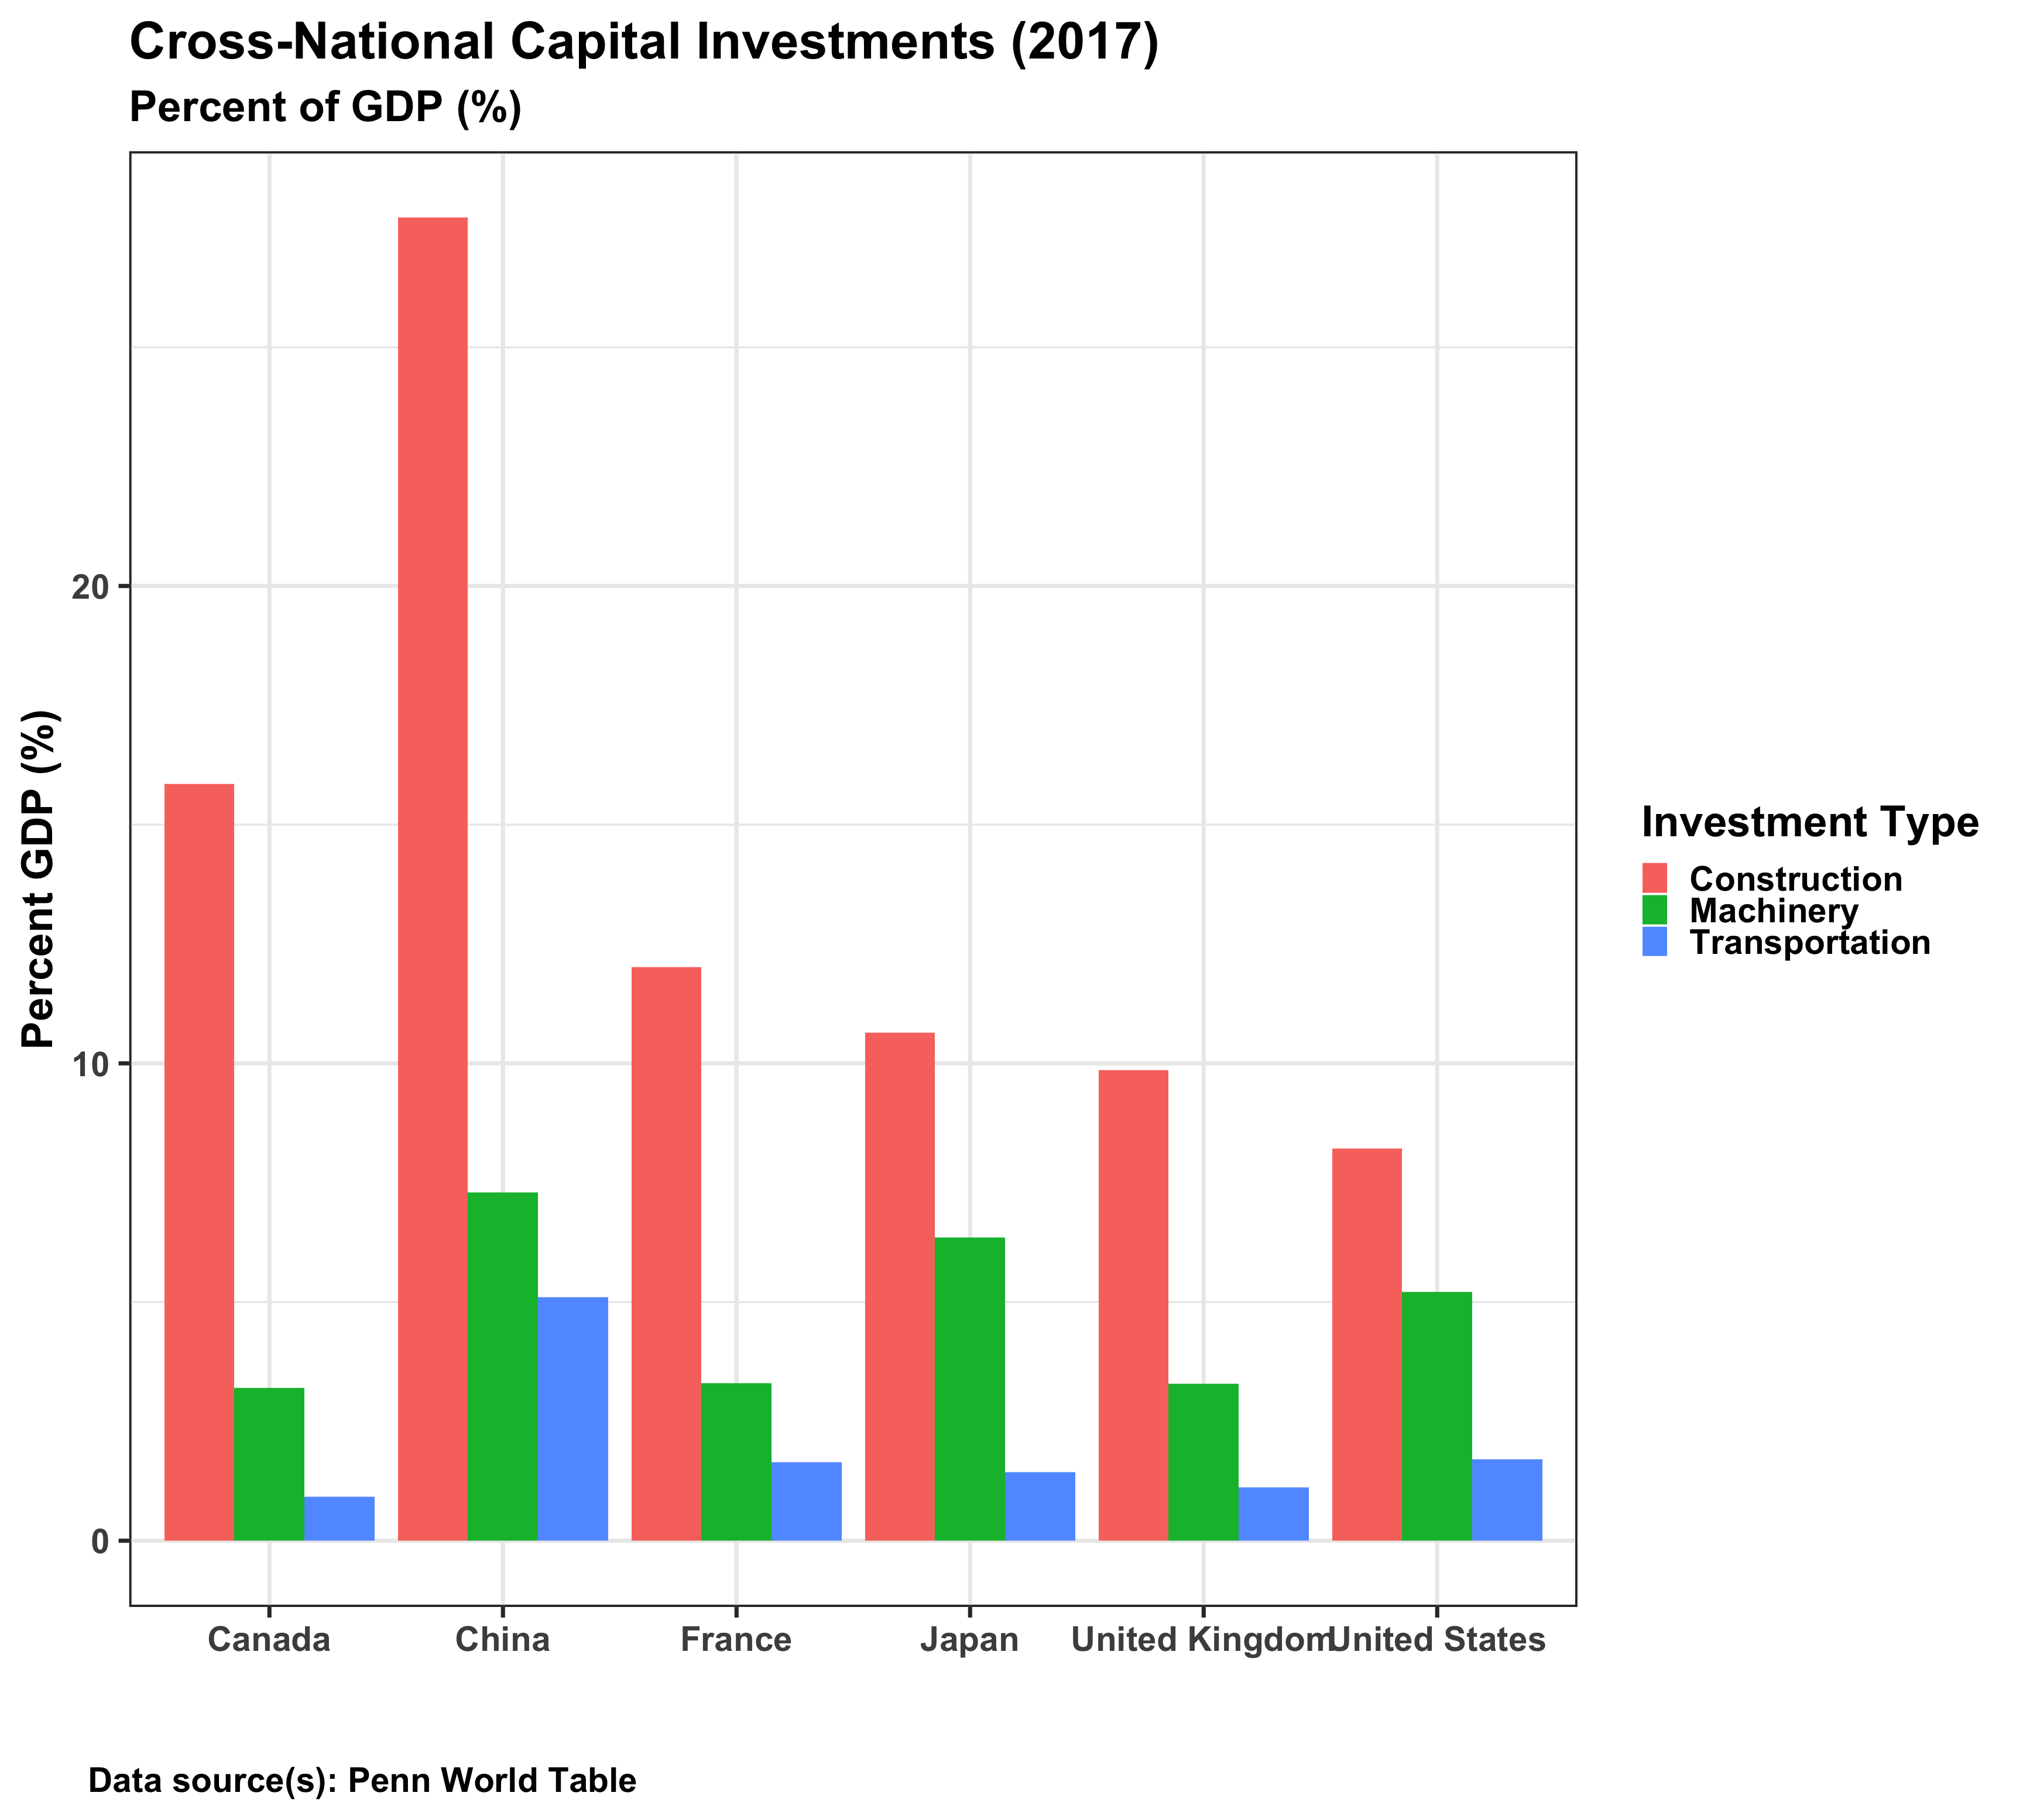 Cross-National Capital Investments (2017)
Percent of GDP (%)
Percent GDP (%)
20
10
0
Canada China France Japan United Kingdom United States
Investment Type
Construction
Machinery
Transportation
Data source(s): Penn World Table